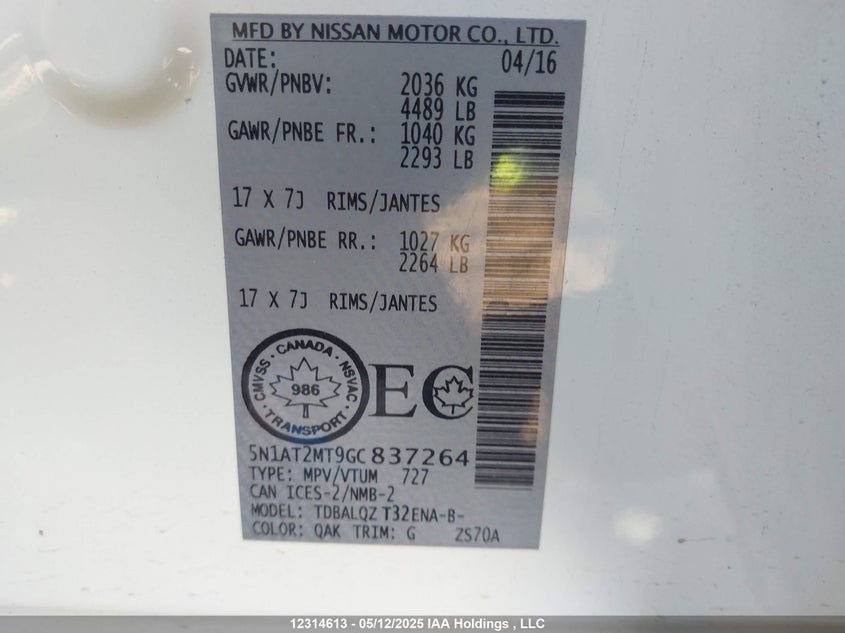 MFD BY NISSAN MOTOR CO., LTD.
DATE: 04/16
GVWR/PNBV: 2036 KG
4489 LB
GAWR/PNBE FR.: 1040 KG
2293 LB
17 X 7J RIMS/JANTES
GAWR/PNBE RR.: 1027 KG
2264 LB
17 X 7J RIMS/JANTES
CMVSS · CANADA · NSVAC · TRANSPORT ·
986
EC
5N1AT2MT9GC837264
TYPE: MPV/VTUM 727
CAN ICES-2/NMB-2
MODEL: TDBALQZ T32ENA-B-
COLOR: QAK TRIM: G ZS70A
12314613 - 05/12/2025 IAA Holdings , LLC